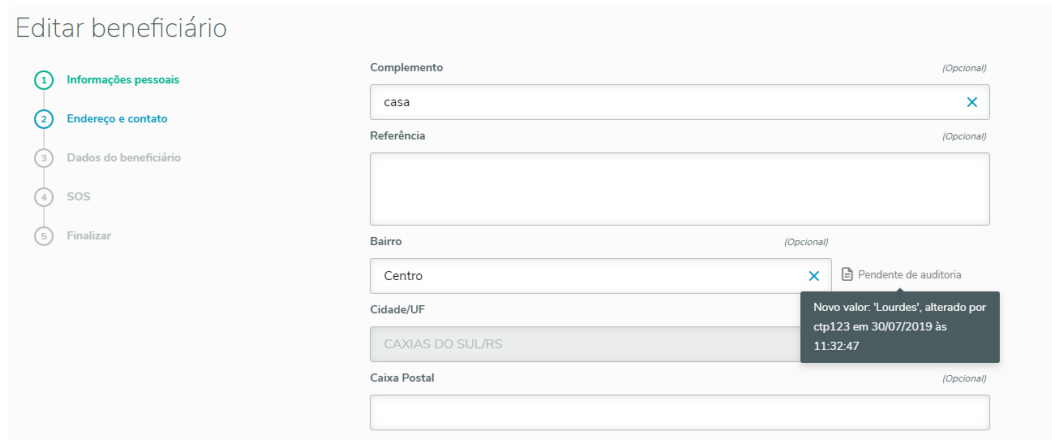 Editar beneficiário
1 Informações pessoais
2 Endereço e contato
3 Dados do beneficiário
4 SOS
5 Finalizar
Complemento (Opcional)
casa
Referência (Opcional)
Bairro (Opcional)
Centro
Pendente de auditoria
Novo valor: 'Lourdes', alterado por
ctp123 em 30/07/2019 às
11:32:47
Cidade/UF
CAXIAS DO SUL/RS
Caixa Postal (Opcional)